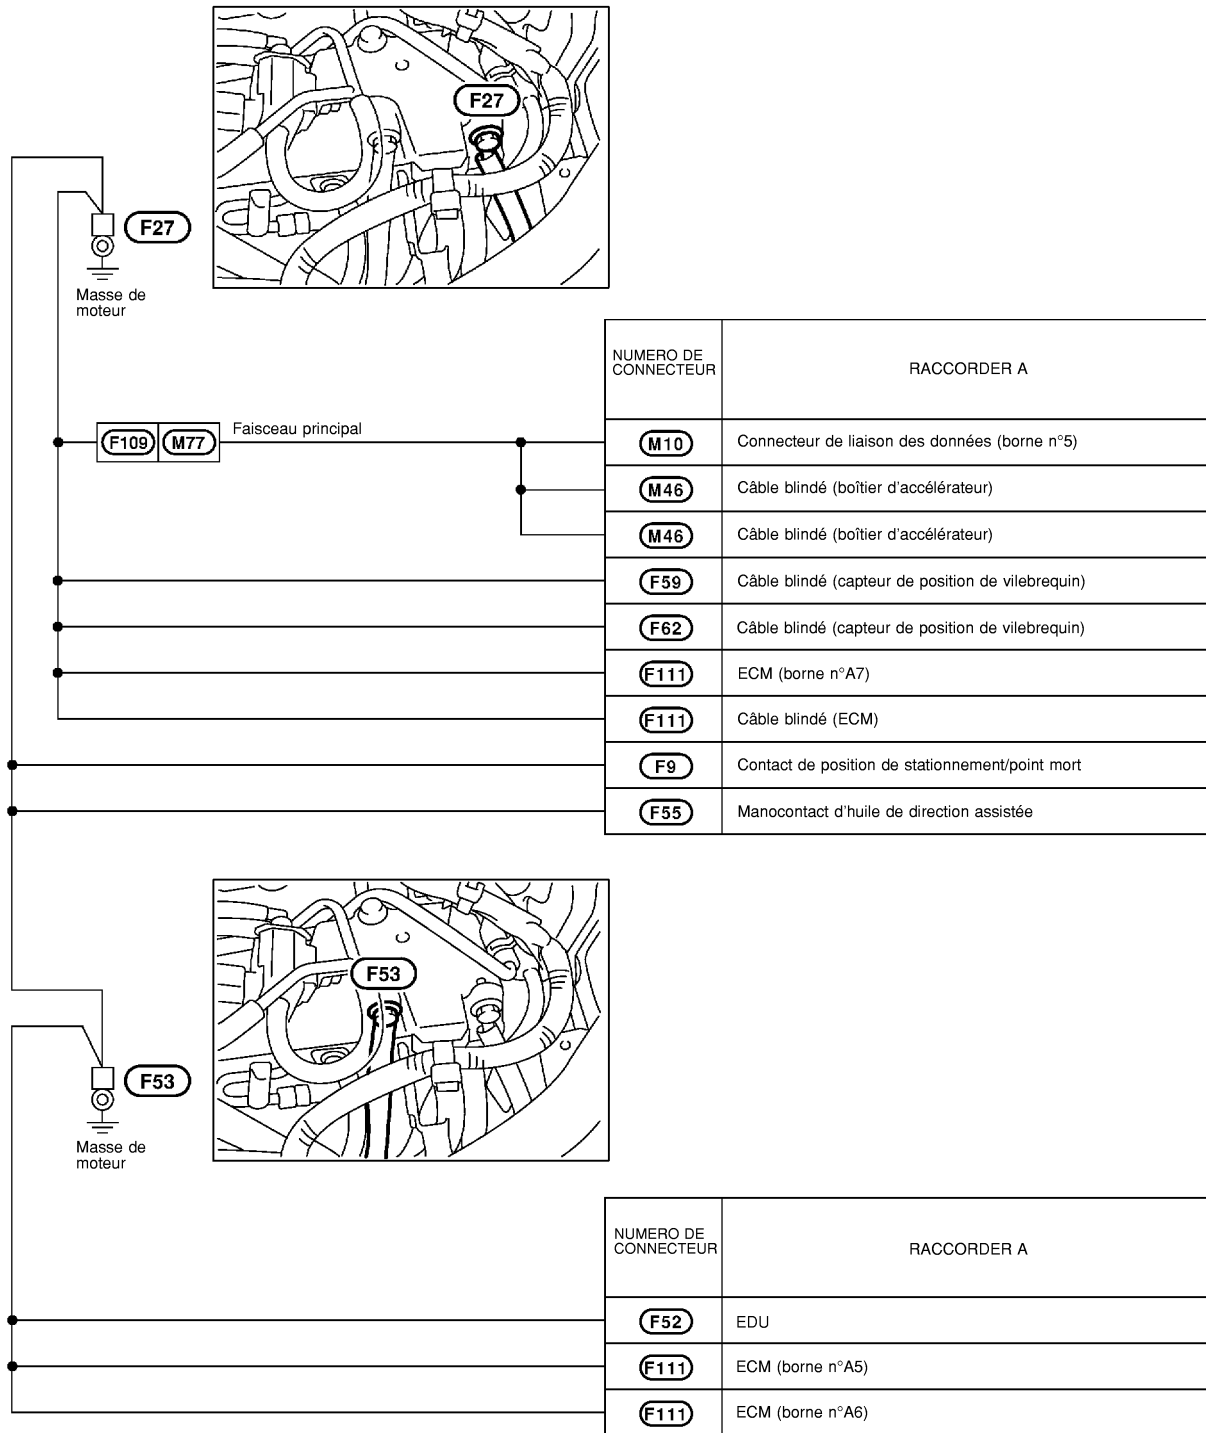 F27
F27
Masse de
moteur
NUMERO DE
CONNECTEUR
RACCORDER A
F109
M77
Faisceau principal
M10
Connecteur de liaison des données (borne n°5)
M46
Câble blindé (boîtier d'accélérateur)
M46
Câble blindé (boîtier d'accélérateur)
F59
Câble blindé (capteur de position de vilebrequin)
F62
Câble blindé (capteur de position de vilebrequin)
F111
ECM (borne n°A7)
F111
Câble blindé (ECM)
F9
Contact de position de stationnement/point mort
F55
Manocontact d'huile de direction assistée
F53
F53
Masse de
moteur
NUMERO DE
CONNECTEUR
RACCORDER A
F52
EDU
F111
ECM (borne n°A5)
F111
ECM (borne n°A6)